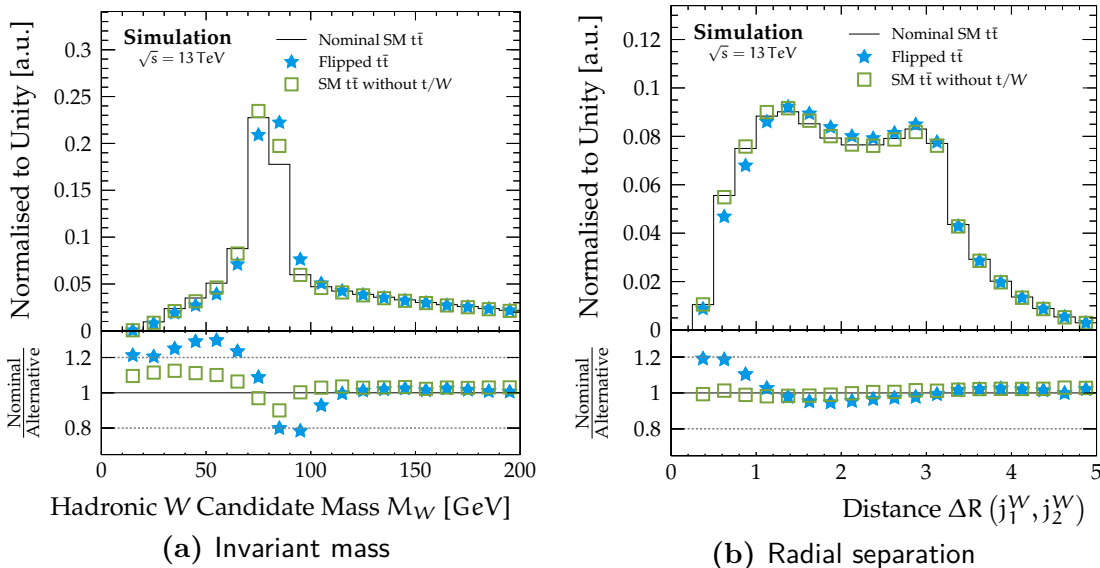 Normalised to Unity [a.u.]
0.3
0.25
0.2
0.15
0.1
0.05
0
Simulation
√s = 13 TeV
Nominal SM tt̄
Flipped tt̄
SM tt̄ without t/W
Nominal
Alternative
1.2
1
0.8
0 50 100 150 200
Hadronic W Candidate Mass M_W [GeV]
(a) Invariant mass
Normalised to Unity [a.u.]
0.12
0.1
0.08
0.06
0.04
0.02
0
Simulation
√s = 13 TeV
Nominal SM tt̄
Flipped tt̄
SM tt̄ without t/W
Nominal
Alternative
1.2
1
0.8
0 1 2 3 4 5
Distance ΔR (j₁ᵂ, j₂ᵂ)
(b) Radial separation